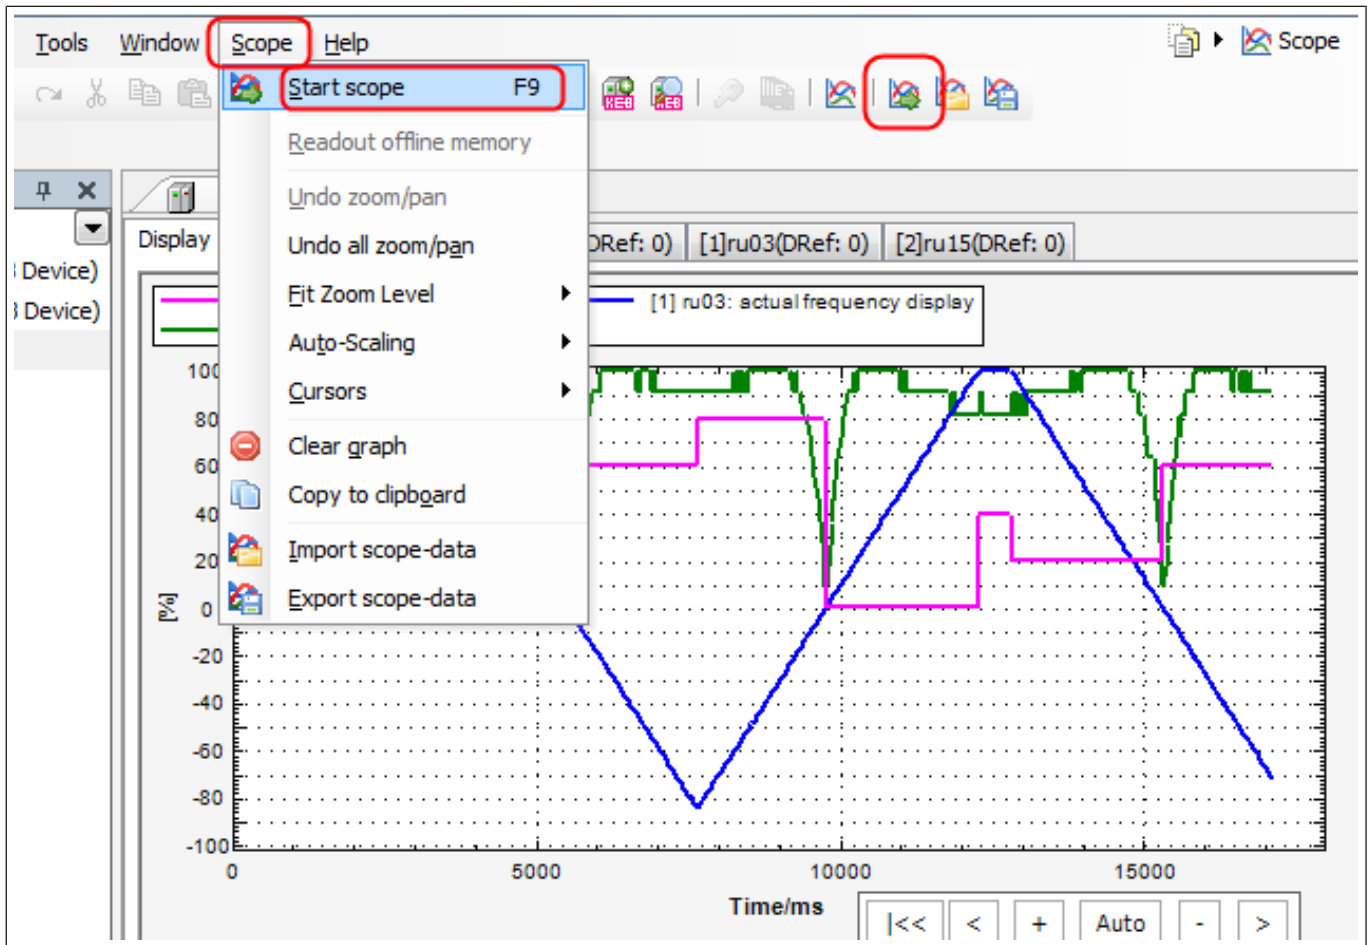 Tools Window Scope Help Scope
Start scope F9
KEB KEB
Readout offline memory
Undo zoom/pan
Display DRef: 0) [1]ru03(DRef: 0) [2]ru15(DRef: 0)
Undo all zoom/pan
Device)
Fit Zoom Level
Device)
[1] ru03: actual frequency display
Auto-Scaling
100
Cursors
80
Clear graph
60
Copy to clipboard
40
Import scope-data
20
Export scope-data
[%]
0
-20
-40
-60
-80
-100
0 5000 10000 15000
Time/ms
|<< < + Auto - >